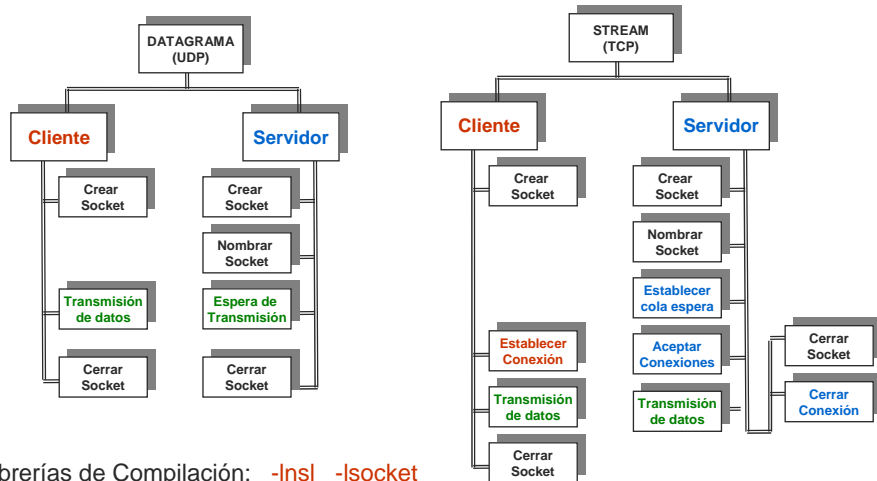 DATAGRAMA
(UDP)
Cliente
Servidor
Crear
Socket
Transmisión
de datos
Cerrar
Socket
Crear
Socket
Nombrar
Socket
Espera de
Transmisión
Cerrar
Socket
STREAM
(TCP)
Cliente
Servidor
Crear
Socket
Establecer
Conexión
Transmisión
de datos
Cerrar
Socket
Crear
Socket
Nombrar
Socket
Establecer
cola espera
Aceptar
Conexiones
Transmisión
de datos
Cerrar
Socket
Cerrar
Conexión
brerías de Compilación: -lnsl -lsocket